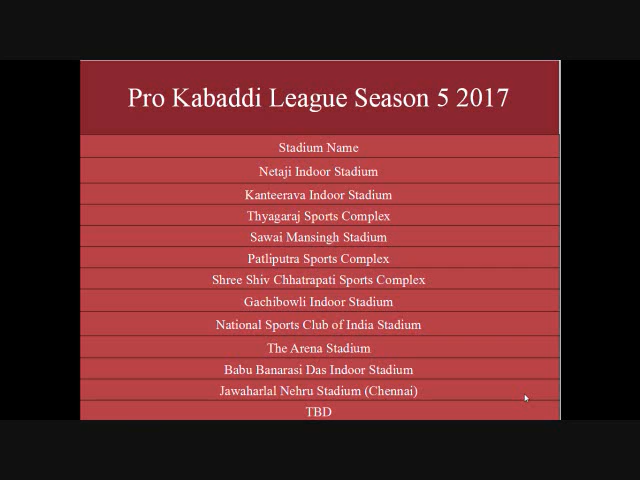 Pro Kabaddi League Season 5 2017
Stadium Name
Netaji Indoor Stadium
Kanteerava Indoor Stadium
Thyagaraj Sports Complex
Sawai Mansingh Stadium
Patliputra Sports Complex
Shree Shiv Chhatrapati Sports Complex
Gachibowli Indoor Stadium
National Sports Club of India Stadium
The Arena Stadium
Babu Banarasi Das Indoor Stadium
Jawaharlal Nehru Stadium (Chennai)
TBD